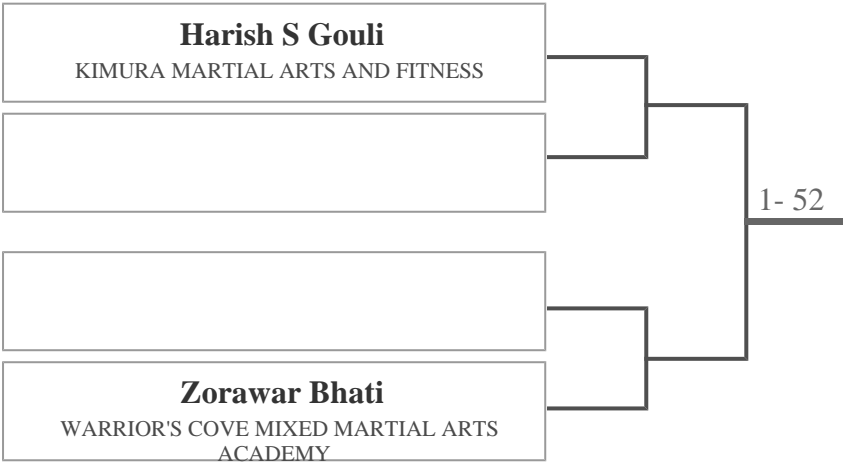 Harish S Gouli
KIMURA MARTIAL ARTS AND FITNESS
1- 52
Zorawar Bhati
WARRIOR'S COVE MIXED MARTIAL ARTS
ACADEMY